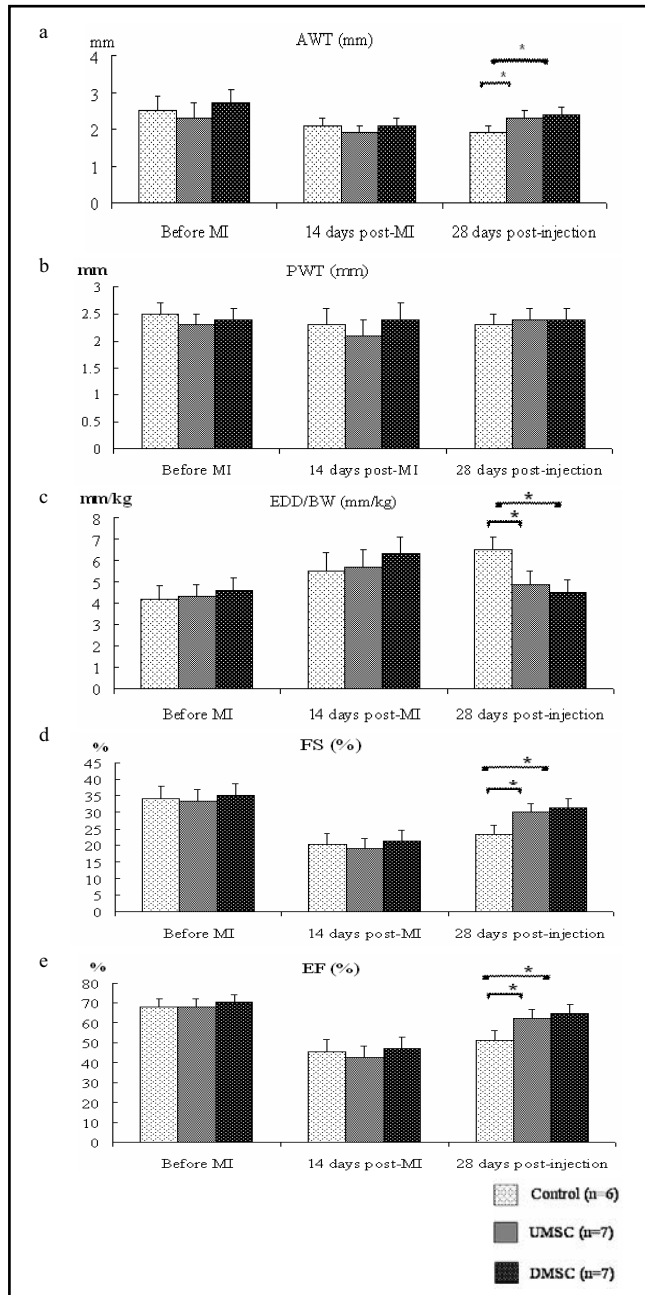 a
mm
AWT (mm)
4
3
2
1
0
*
*
Before MI 14 days post-MI 28 days post-injection
b
mm
PWT (mm)
3
2.5
2
1.5
1
0.5
0
Before MI 14 days post-MI 28 days post-injection
c
mm/kg
EDD/BW (mm/kg)
8
7
6
5
4
3
2
1
0
*
*
Before MI 14 days post-MI 28 days post-injection
d
%
FS (%)
45
40
35
30
25
20
15
10
5
0
*
*
Before MI 14 days post-MI 28 days post-injection
e
%
EF (%)
80
70
60
50
40
30
20
10
0
*
*
Before MI 14 days post-MI 28 days post-injection
Control (n=6)
UMSC (n=7)
DMSC (n=7)